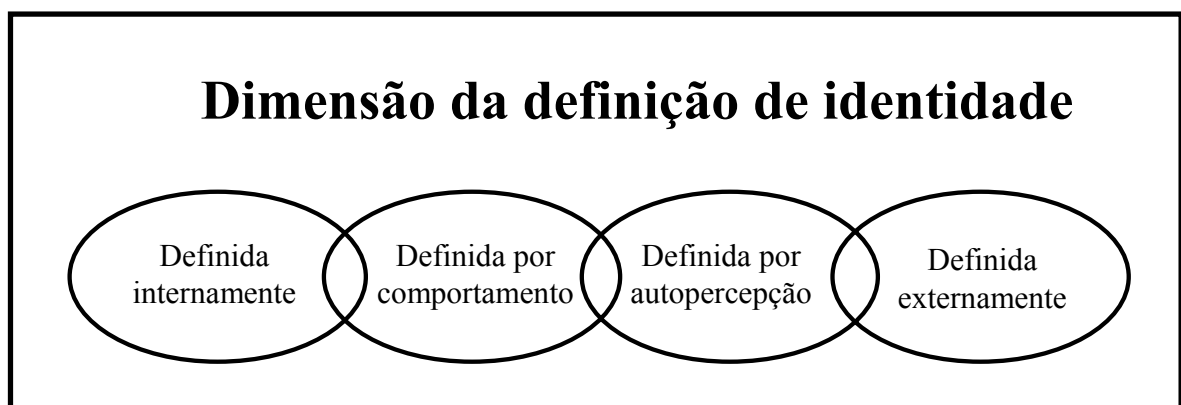 Dimensão da definição de identidade
Definida
internamente
Definida por
comportamento
Definida por
autopercepção
Definida
externamente